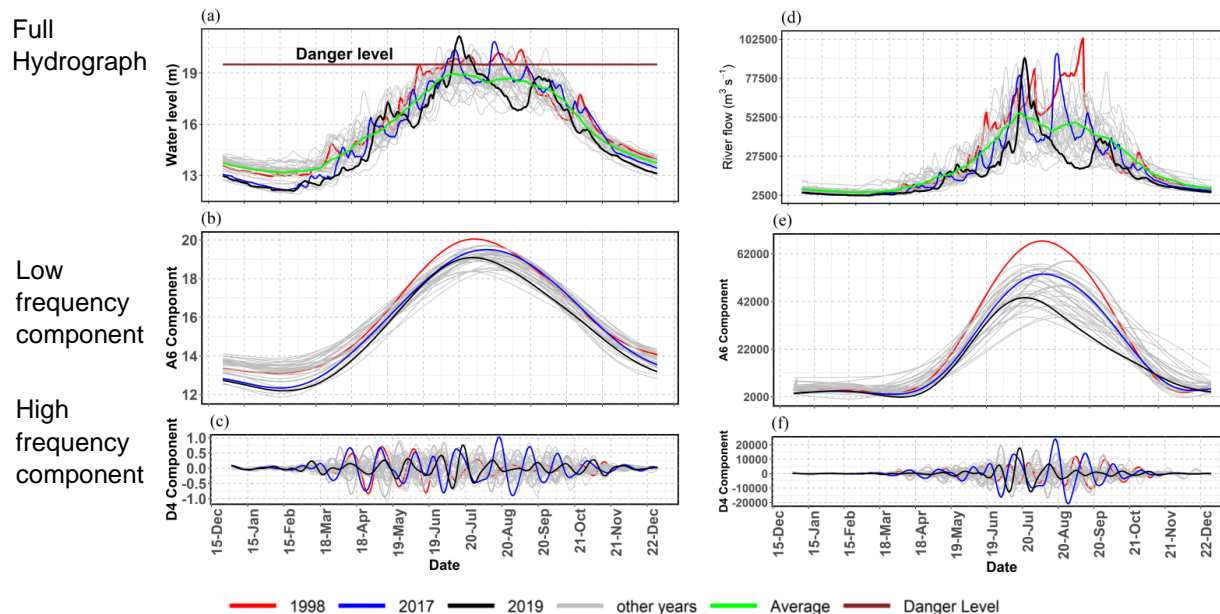 Full
Hydrograph
(a)
Danger level
Water level (m)
19
16
13
(d)
River flow (m³ s⁻¹)
102500
77500
52500
27500
2500
Low
frequency
component
(b)
A6 Component
20
18
16
14
12
(e)
A6 Component
62000
42000
22000
2000
High
frequency
component
(c)
D4 Component
1.0
0.5
0.0
-0.5
-1.0
15-Dec
15-Jan
15-Feb
18-Mar
18-Apr
19-May
19-Jun
20-Jul
20-Aug
20-Sep
21-Oct
21-Nov
22-Dec
Date
(f)
D4 Component
20000
10000
0
-10000
-20000
15-Dec
15-Jan
15-Feb
18-Mar
18-Apr
19-May
19-Jun
20-Jul
20-Aug
20-Sep
21-Oct
21-Nov
22-Dec
Date
1998 2017 2019 other years Average Danger Level